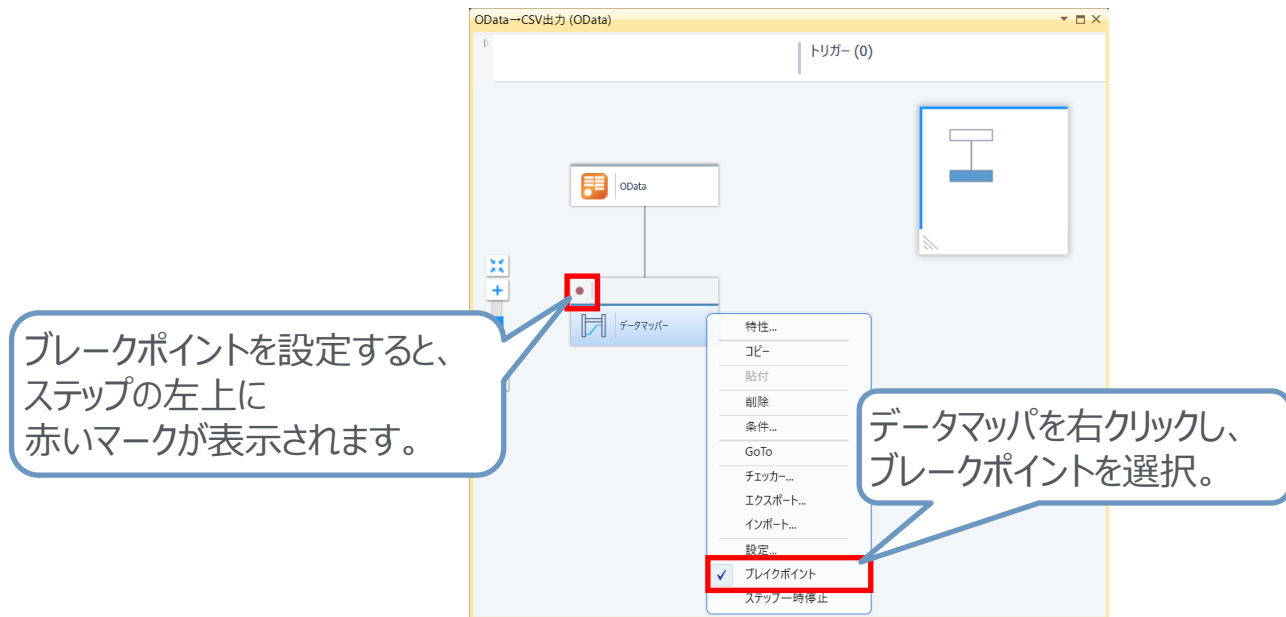 OData→CSV出力 (OData)
トリガー (0)
OData
データマッパー
ブレークポイントを設定すると、
ステップの左上に
赤いマークが表示されます。
特性...
コピー
貼付
削除
条件...
GoTo
チェッカー...
エクスポート...
インポート...
設定...
ブレイクポイント
ステップ一時停止
データマッパを右クリックし、
ブレークポイントを選択。